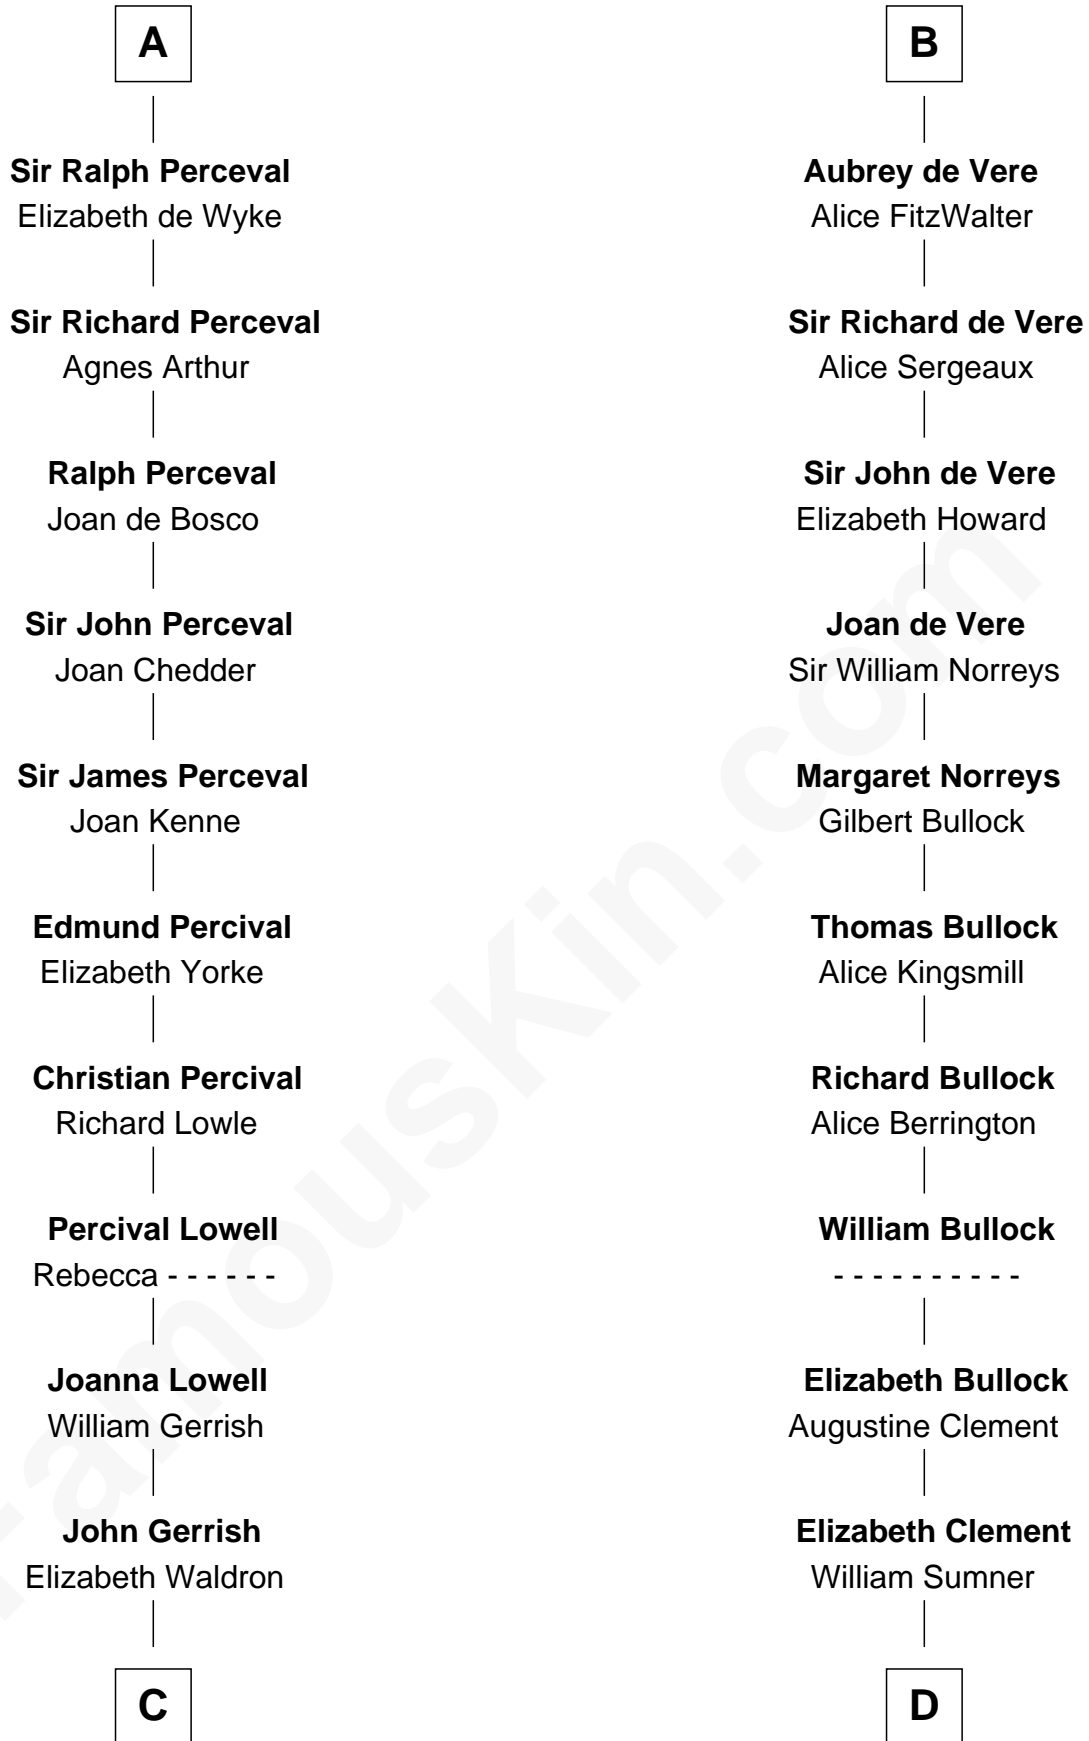 A
Sir Ralph Perceval
Elizabeth de Wyke
Sir Richard Perceval
Agnes Arthur
Ralph Perceval
Joan de Bosco
Sir John Perceval
Joan Chedder
Sir James Perceval
Joan Kenne
Edmund Percival
Elizabeth Yorke
Christian Percival
Richard Lowle
Percival Lowell
Rebecca - - - - - -
Joanna Lowell
William Gerrish
John Gerrish
Elizabeth Waldron
C
B
Aubrey de Vere
Alice FitzWalter
Sir Richard de Vere
Alice Sergeaux
Sir John de Vere
Elizabeth Howard
Joan de Vere
Sir William Norreys
Margaret Norreys
Gilbert Bullock
Thomas Bullock
Alice Kingsmill
Richard Bullock
Alice Berrington
William Bullock
- - - - - - - - - -
Elizabeth Bullock
Augustine Clement
Elizabeth Clement
William Sumner
D
FamousKin.com